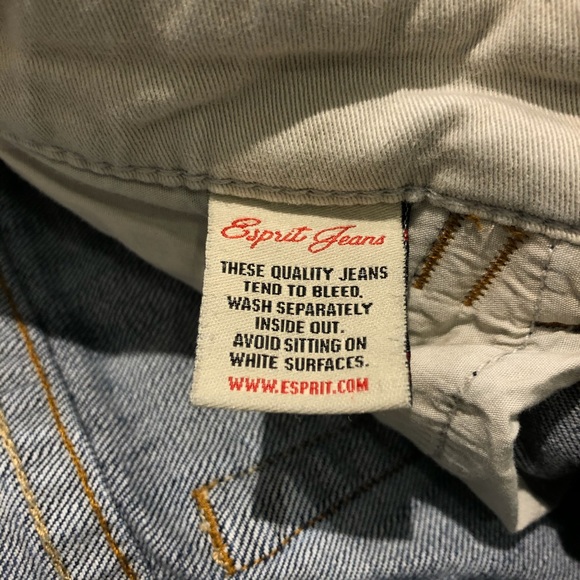 Esprit Jeans
THESE QUALITY JEANS
TEND TO BLEED.
WASH SEPARATELY
INSIDE OUT.
AVOID SITTING ON
WHITE SURFACES.
WWW.ESPRIT.COM